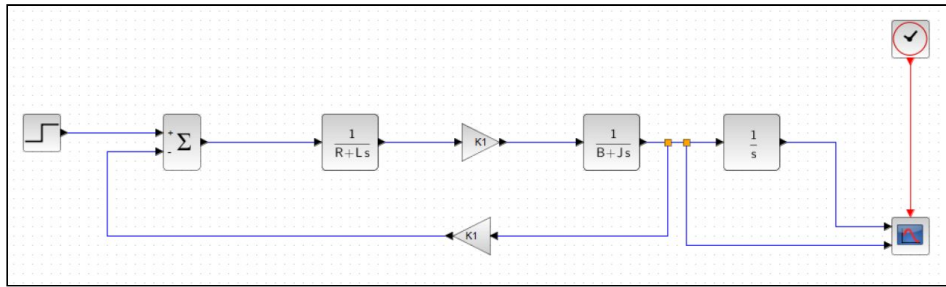 +
-
Σ
1
R+Ls
K1
1
B+Js
1
s
K1